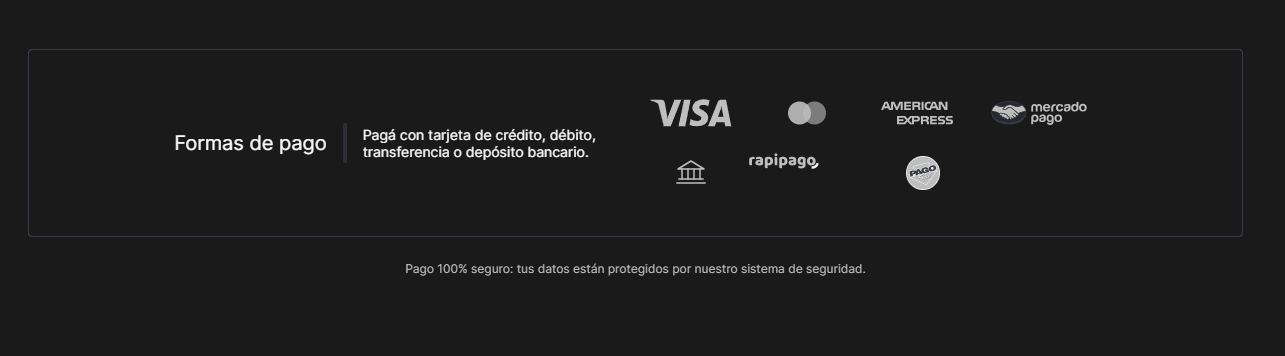 Formas de pago
Pagá con tarjeta de crédito, débito,
transferencia o depósito bancario.
VISA
AMERICAN
EXPRESS
mercado
pago
rapipago
PAGO
Pago 100% seguro: tus datos están protegidos por nuestro sistema de seguridad.